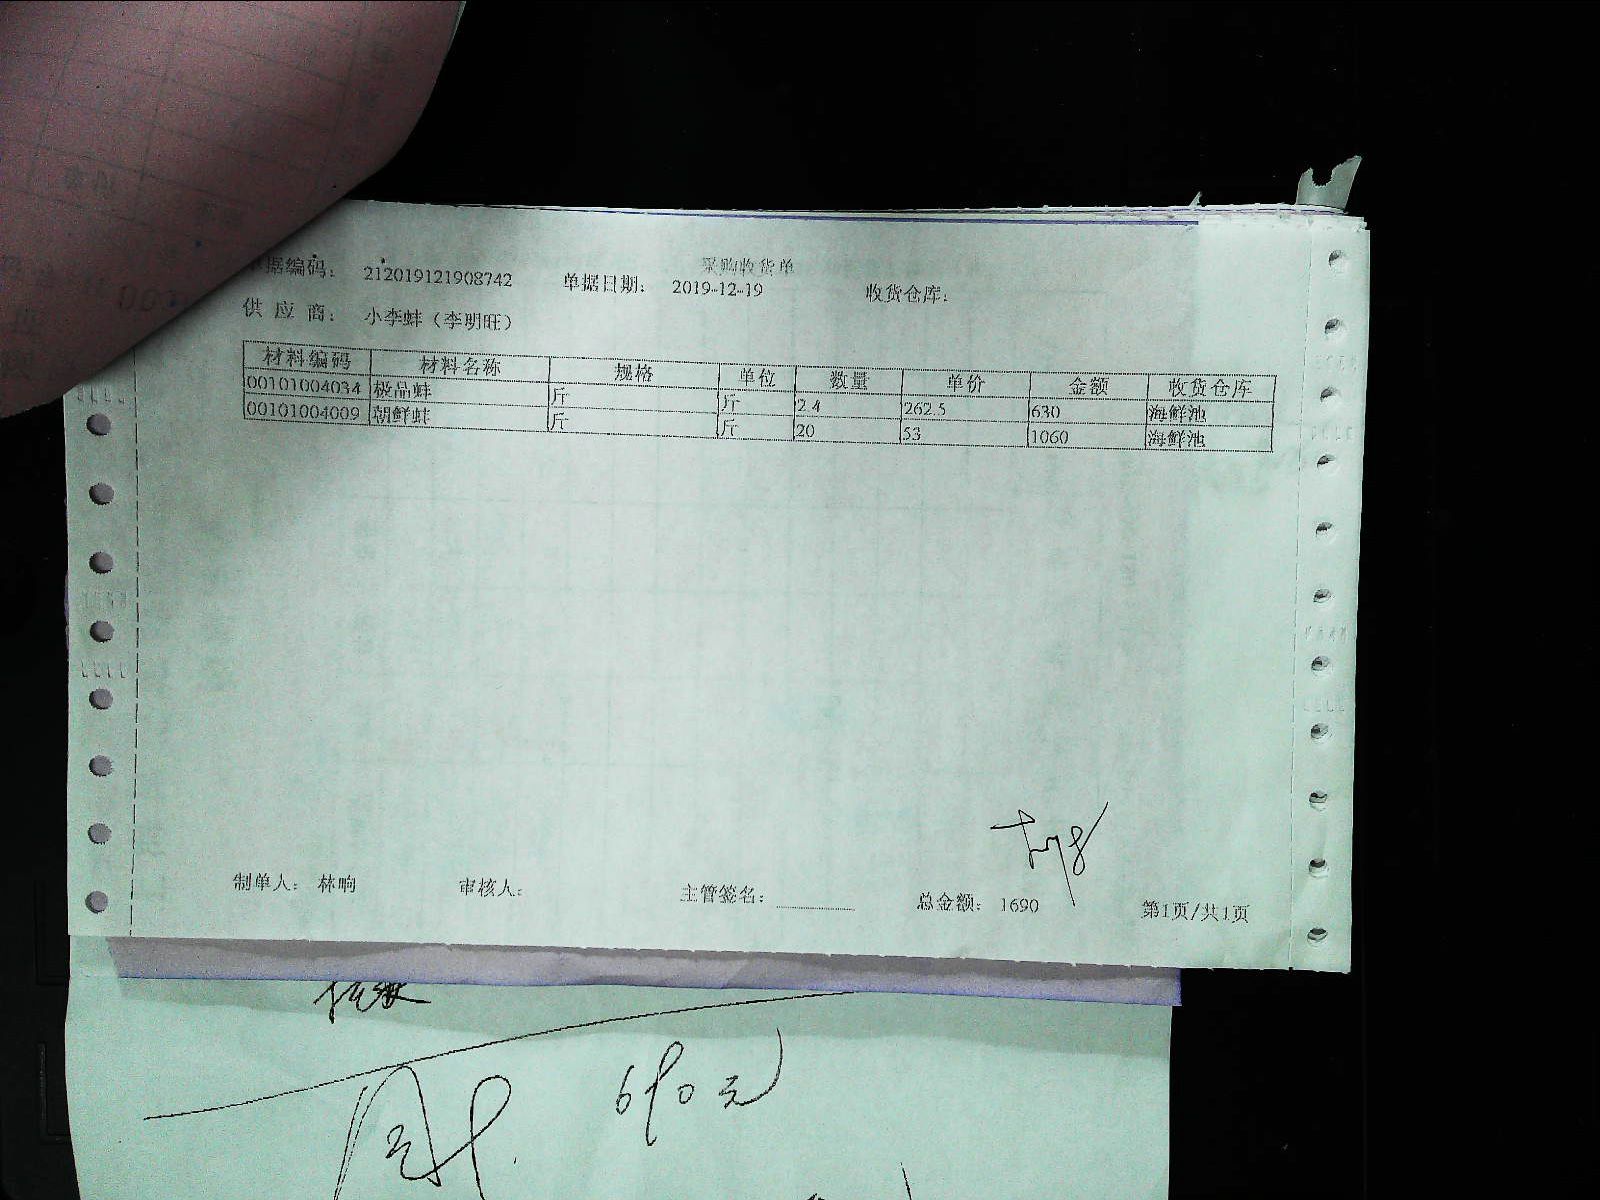 采购收货单
单据编码： 212019121908742 单据日期： 2019-12-19 收货仓库：
供应商： 小李蚌（李明旺）
材料编码 材料名称 规格 单位 数量 单价 金额 收货仓库
00101004034 极品蚌 斤 斤 2.4 262.5 630 海鲜池
00101004009 朝鲜蚌 斤 斤 20 53 1060 海鲜池
制单人： 林响 审核人： 主管签名： 总金额： 1690 第1页/共1页
690元